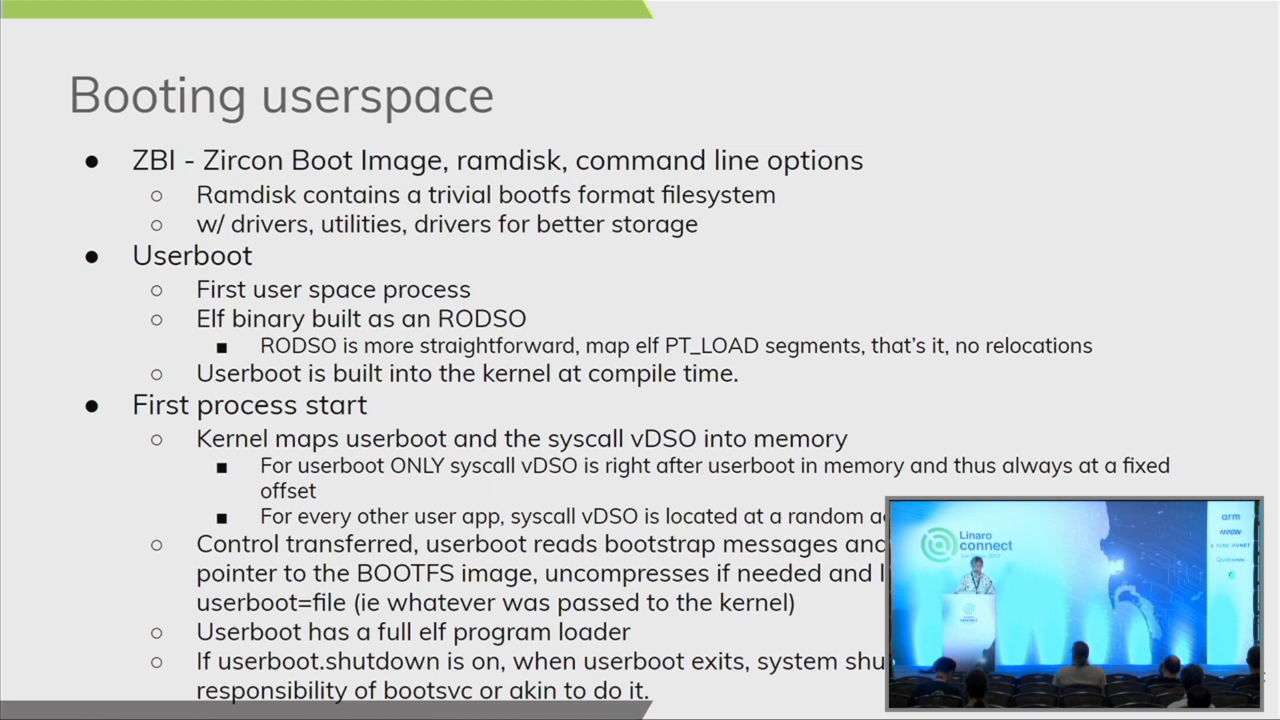 Booting userspace
● ZBI - Zircon Boot Image, ramdisk, command line options
○ Ramdisk contains a trivial bootfs format filesystem
○ w/ drivers, utilities, drivers for better storage
● Userboot
○ First user space process
○ Elf binary built as an RODSO
■ RODSO is more straightforward, map elf PT_LOAD segments, that's it, no relocations
○ Userboot is built into the kernel at compile time.
● First process start
○ Kernel maps userboot and the syscall vDSO into memory
■ For userboot ONLY syscall vDSO is right after userboot in memory and thus always at a fixed
offset
■ For every other user app, syscall vDSO is located at a random
○ Control transferred, userboot reads bootstrap messages and
pointer to the BOOTFS image, uncompresses if needed and
userboot=file (ie whatever was passed to the kernel)
○ Userboot has a full elf program loader
○ If userboot.shutdown is on, when userboot exits, system
responsibility of bootsvc or akin to do it.
Linaro
connect
arm
Qualcomm